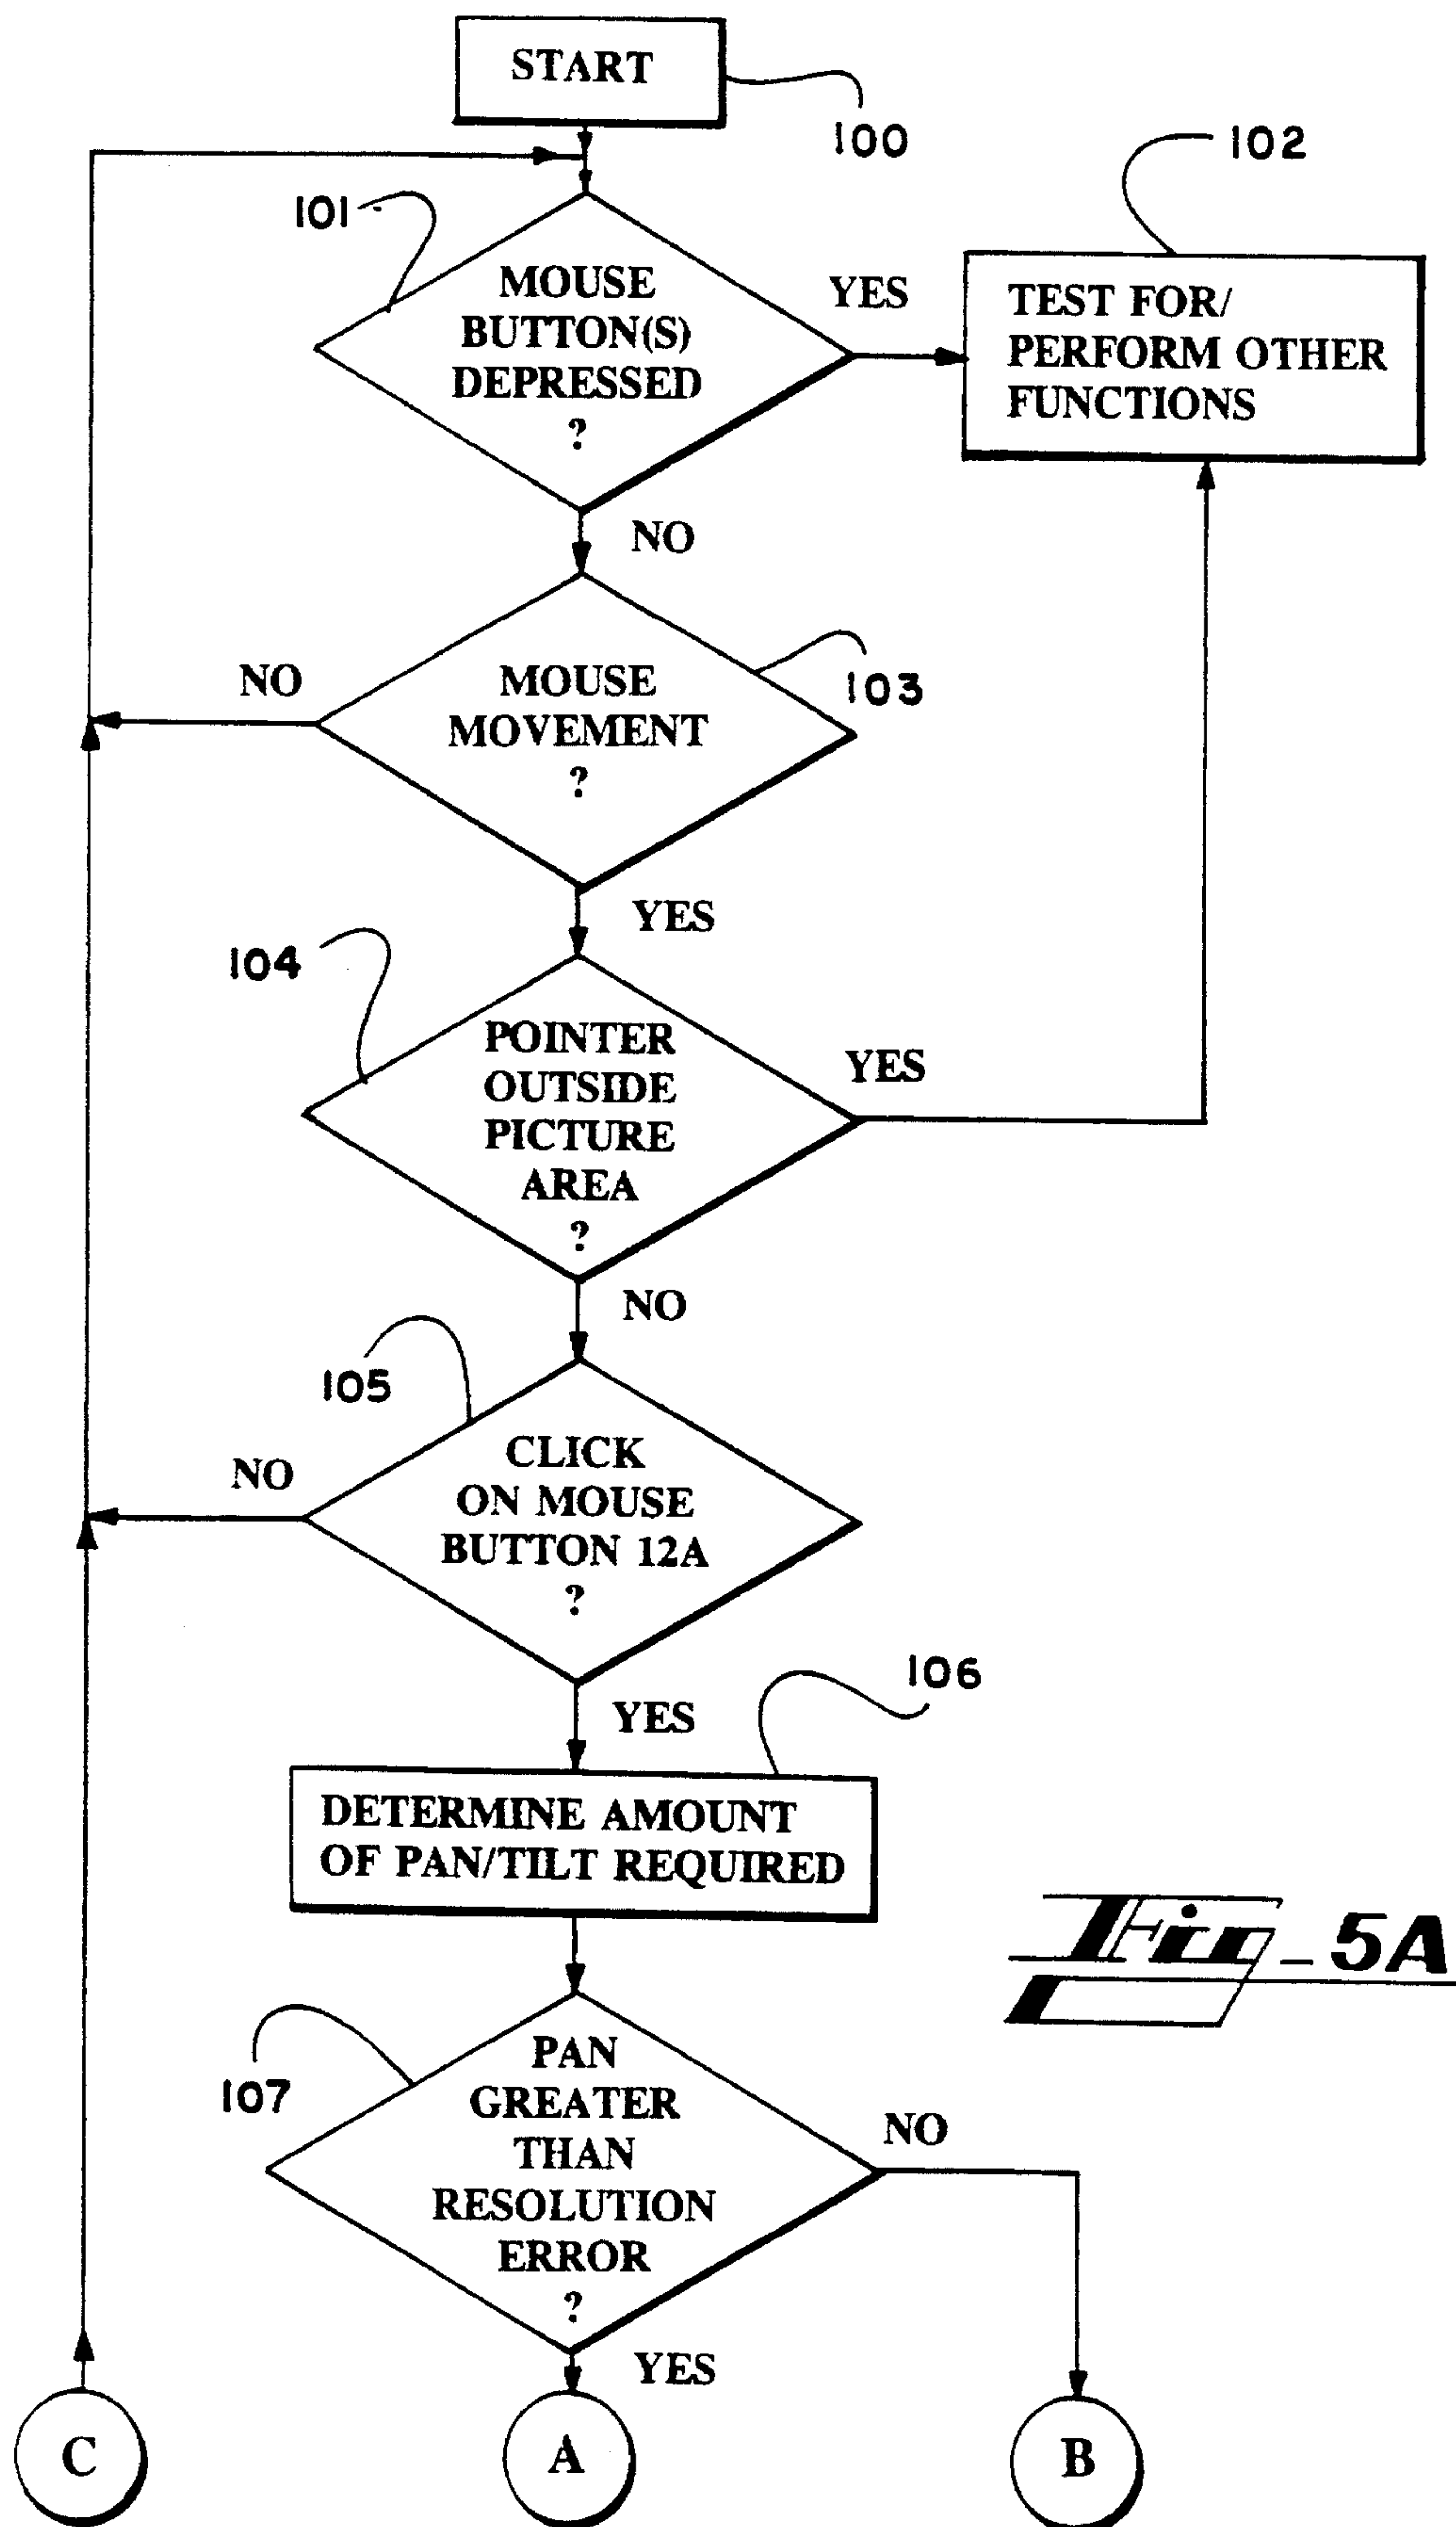 START
100
102
101
MOUSE
BUTTON(S)
DEPRESSED
?
YES
TEST FOR/
PERFORM OTHER
FUNCTIONS
NO
103
NO
MOUSE
MOVEMENT
?
YES
104
POINTER
OUTSIDE
PICTURE
AREA
?
YES
NO
105
NO
CLICK
ON MOUSE
BUTTON 12A
?
YES
106
DETERMINE AMOUNT
OF PAN/TILT REQUIRED
Fig_5A
107
PAN
GREATER
THAN
RESOLUTION
ERROR
?
NO
YES
C
A
B